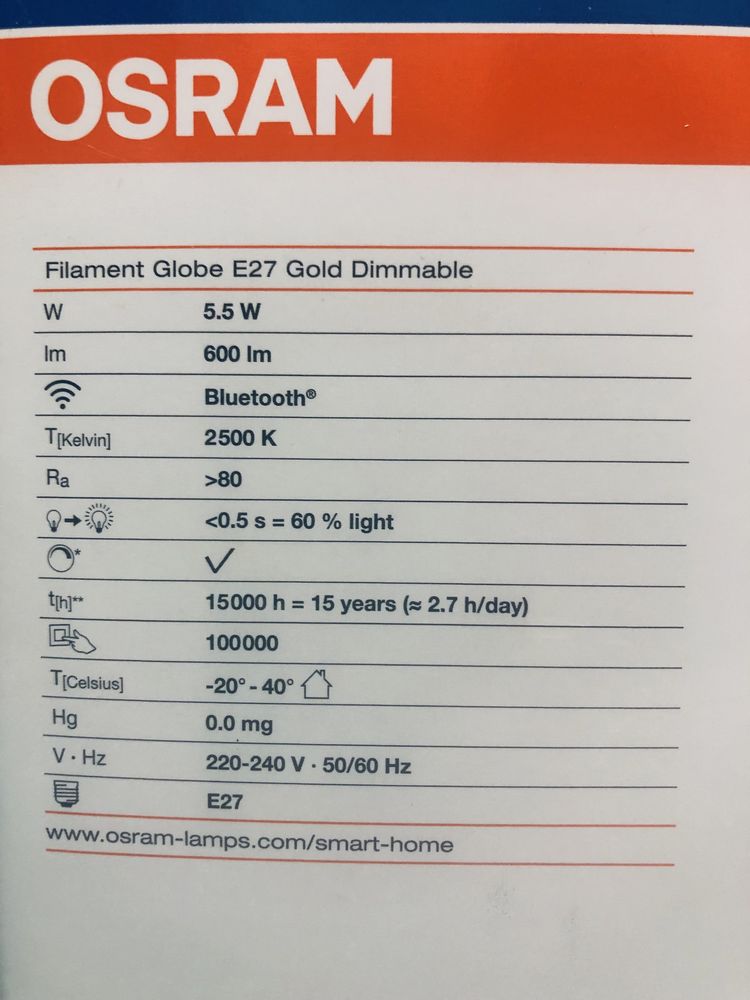 OSRAM
Filament Globe E27 Gold Dimmable
W 5.5 W
lm 600 lm
Bluetooth®
T[Kelvin] 2500 K
Ra >80
<0.5 s = 60 % light
*
t[h]** 15000 h = 15 years (≈ 2.7 h/day)
100000
T[Celsius] -20° - 40°
Hg 0.0 mg
V · Hz 220-240 V · 50/60 Hz
E27
www.osram-lamps.com/smart-home